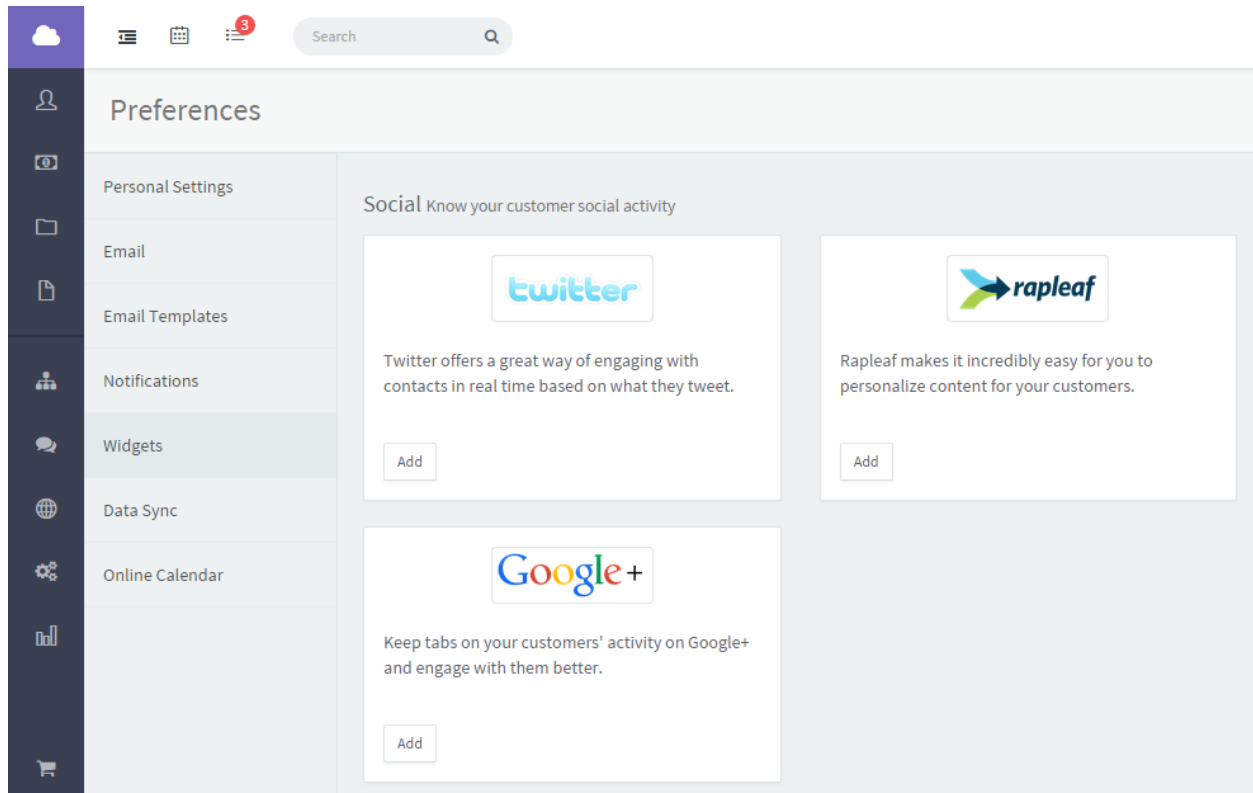 3
Search
Preferences
Personal Settings
Email
Email Templates
Notifications
Widgets
Data Sync
Online Calendar
Social Know your customer social activity
twitter
Twitter offers a great way of engaging with
contacts in real time based on what they tweet.
Add
rapleaf
Rapleaf makes it incredibly easy for you to
personalize content for your customers.
Add
Google+
Keep tabs on your customers' activity on Google+
and engage with them better.
Add